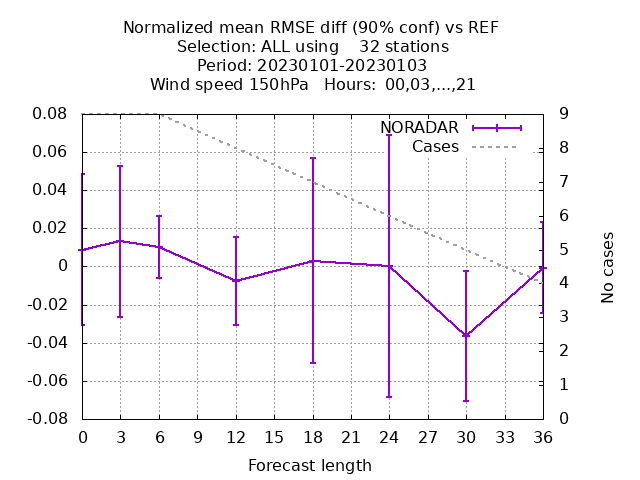 Normalized mean RMSE diff (90% conf) vs REF
Selection: ALL using    32 stations
Period: 20230101-20230103
Wind speed 150hPa   Hours: 00,03,...,21
NORADAR
Cases
0.08
0.06
0.04
0.02
0
-0.02
-0.04
-0.06
-0.08
9
8
7
6
5
4
3
2
1
0
No cases
0 3 6 9 12 15 18 21 24 27 30 33 36
Forecast length